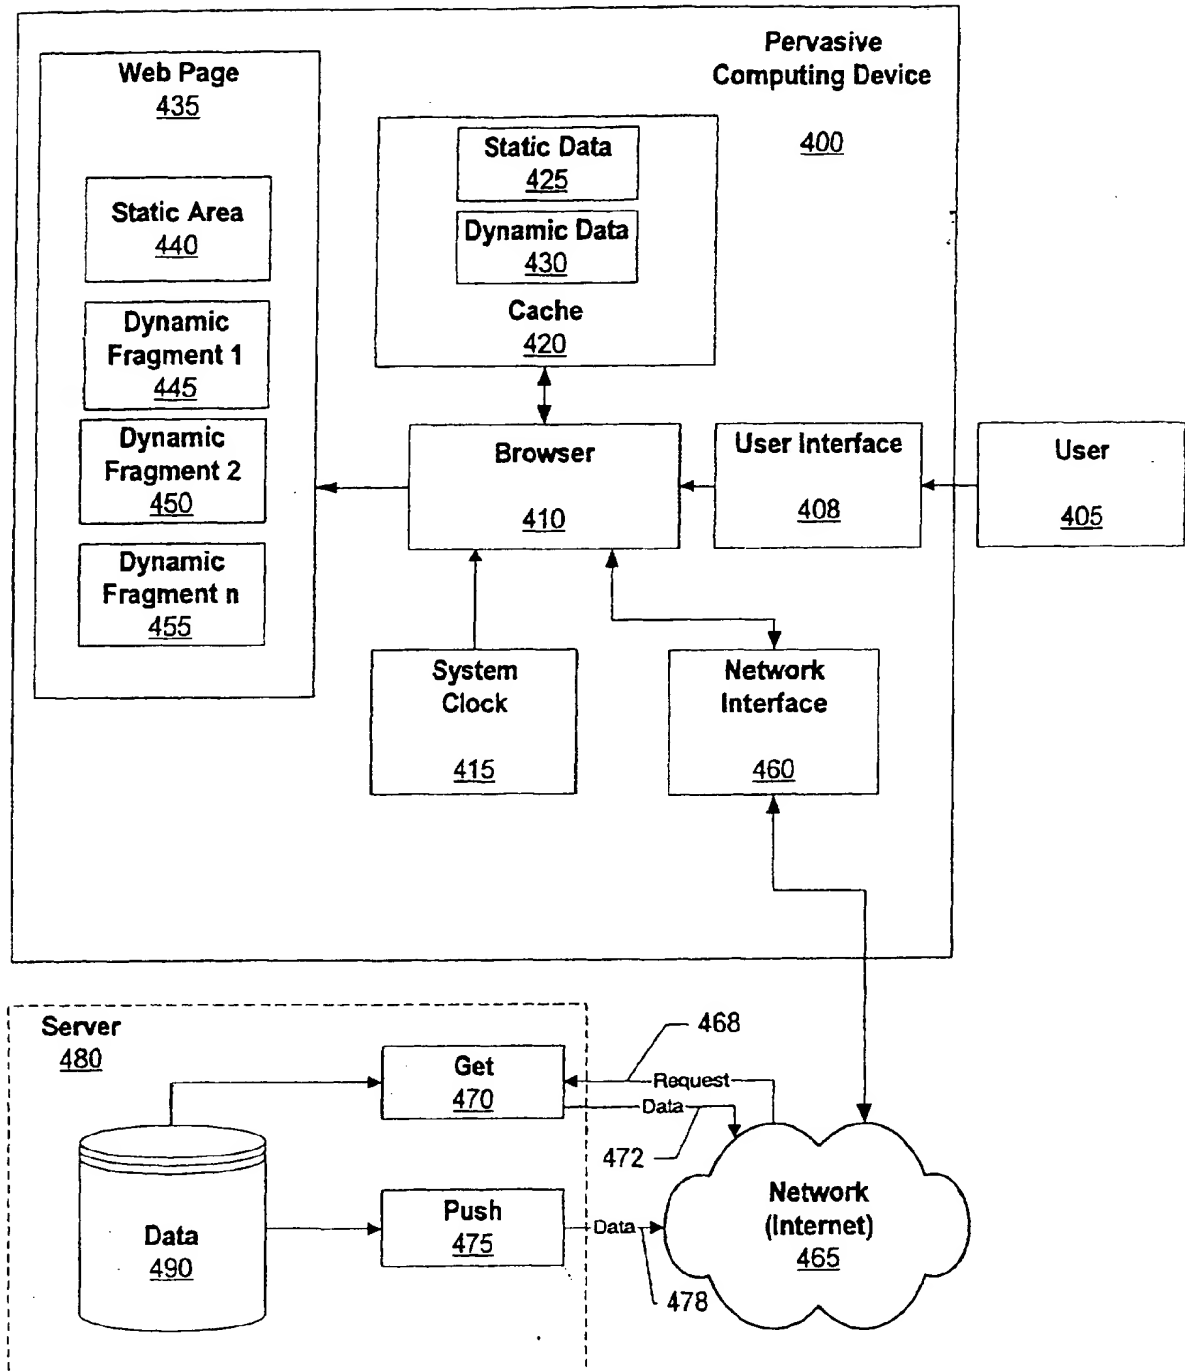 Pervasive
Computing Device
400
Web Page
435
Static Area
440
Dynamic
Fragment 1
445
Dynamic
Fragment 2
450
Dynamic
Fragment n
455
Static Data
425
Dynamic Data
430
Cache
420
Browser
410
User Interface
408
User
405
System
Clock
415
Network
Interface
460
Server
480
Get
470
468
Request
Data
472
Data
490
Push
475
Data
478
Network
(Internet)
465